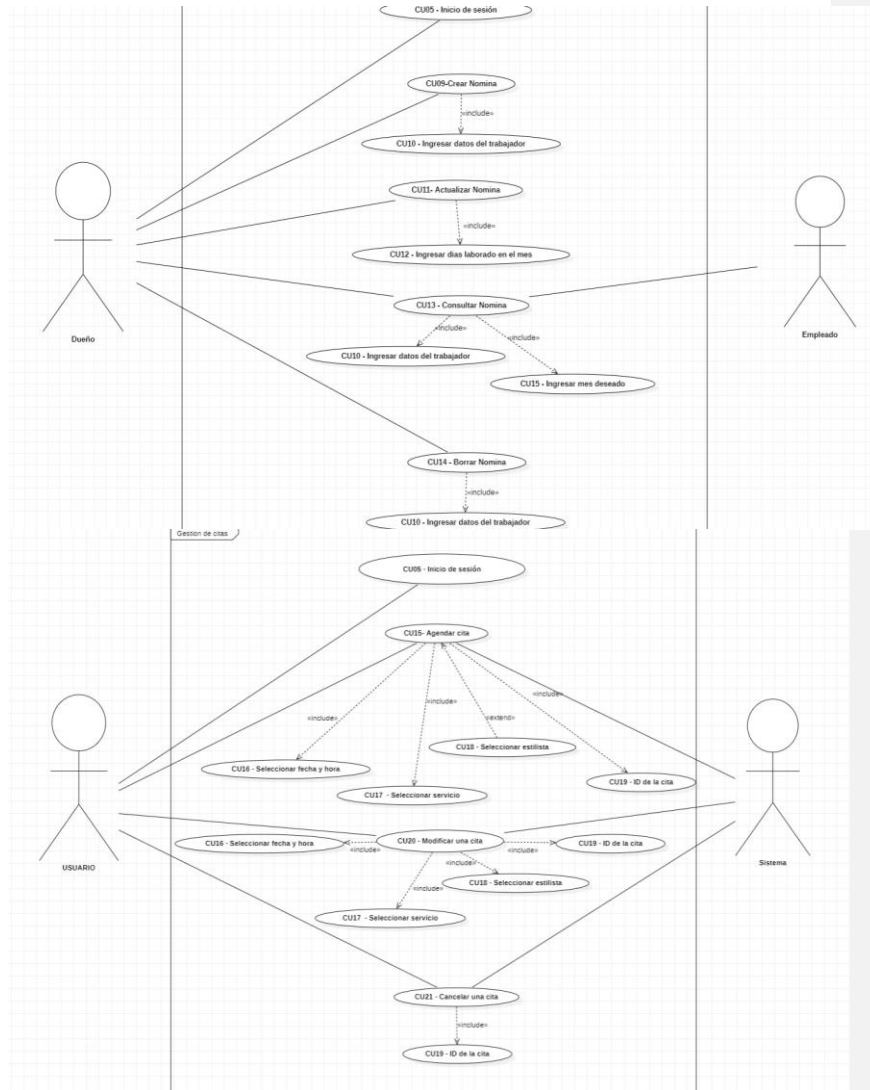 CU05 - Inicio de sesión
CU09-Crear Nomina
«include»
CU10 - Ingresar datos del trabajador
CU11- Actualizar Nomina
«include»
CU12 - Ingresar dias laborado en el mes
CU13 - Consultar Nomina
«include»
«include»
CU10 - Ingresar datos del trabajador
CU15 - Ingresar mes deseado
Dueño
Empleado
CU14 - Borrar Nomina
«include»
CU10 - Ingresar datos del trabajador
Gestion de citas
CU05 - Inicio de sesión
CU15- Agendar cita
«include»
«include»
«extend»
«include»
CU18 - Seleccionar estilista
CU16 - Seleccionar fecha y hora
CU19 - ID de la cita
CU17 - Seleccionar servicio
CU20 - Modificar una cita
CU16 - Seleccionar fecha y hora
«include»
«include»
CU19 - ID de la cita
«include»
«include»
CU18 - Seleccionar estilista
CU17 - Seleccionar servicio
USUARIO
Sistema
CU21 - Cancelar una cita
«include»
CU19 - ID de la cita